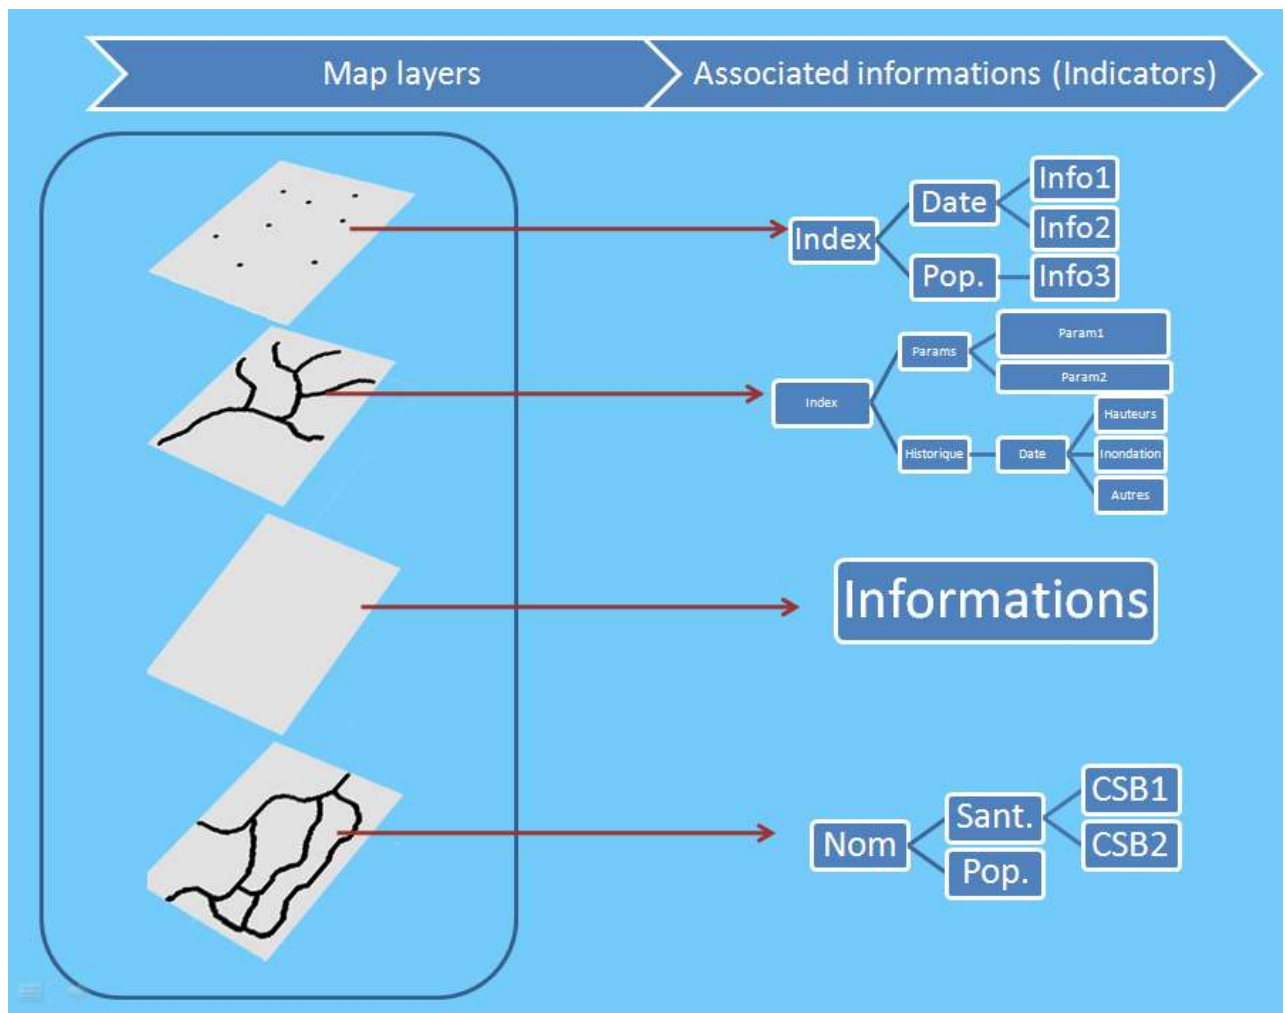 Map layers
Associated informations (Indicators)
Index
Date
Info1
Info2
Pop.
Info3
Index
Params
Param1
Param2
Historique
Date
Hauteurs
Inondation
Autres
Informations
Nom
Sant.
CSB1
CSB2
Pop.